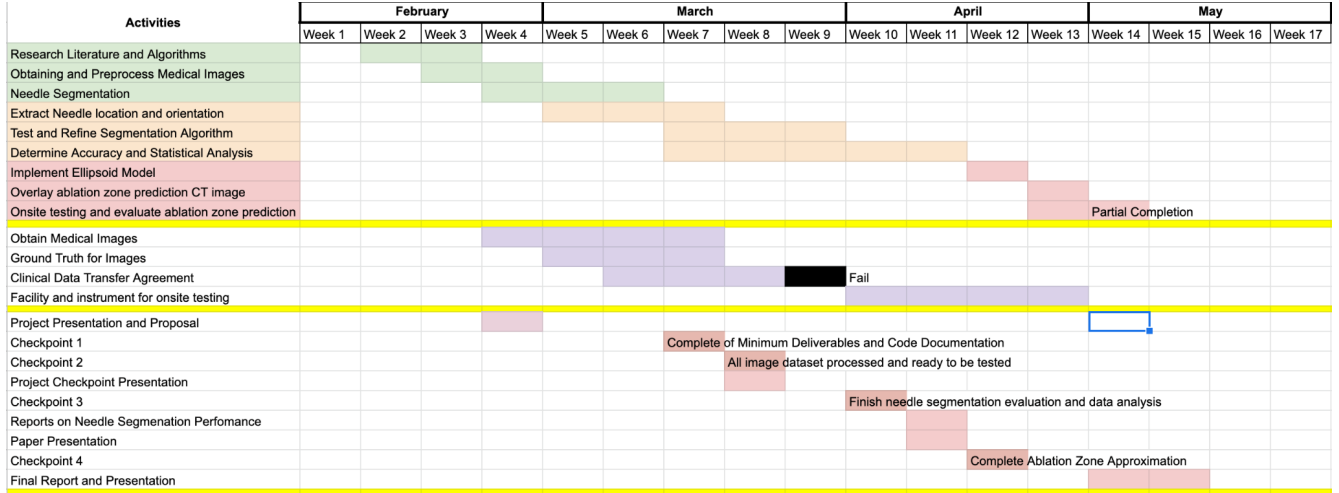 Activities
February March April May
Week 1 Week 2 Week 3 Week 4 Week 5 Week 6 Week 7 Week 8 Week 9 Week 10 Week 11 Week 12 Week 13 Week 14 Week 15 Week 16 Week 17
Research Literature and Algorithms
Obtaining and Preprocess Medical Images
Needle Segmentation
Extract Needle location and orientation
Test and Refine Segmentation Algorithm
Determine Accuracy and Statistical Analysis
Implement Ellipsoid Model
Overlay ablation zone prediction CT image
Onsite testing and evaluate ablation zone prediction Partial Completion
Obtain Medical Images
Ground Truth for Images
Clinical Data Transfer Agreement Fail
Facility and instrument for onsite testing
Project Presentation and Proposal
Checkpoint 1 Complete of Minimum Deliverables and Code Documentation
Checkpoint 2 All image dataset processed and ready to be tested
Project Checkpoint Presentation
Checkpoint 3 Finish needle segmentation evaluation and data analysis
Reports on Needle Segmenation Perfomance
Paper Presentation
Checkpoint 4 Complete Ablation Zone Approximation
Final Report and Presentation